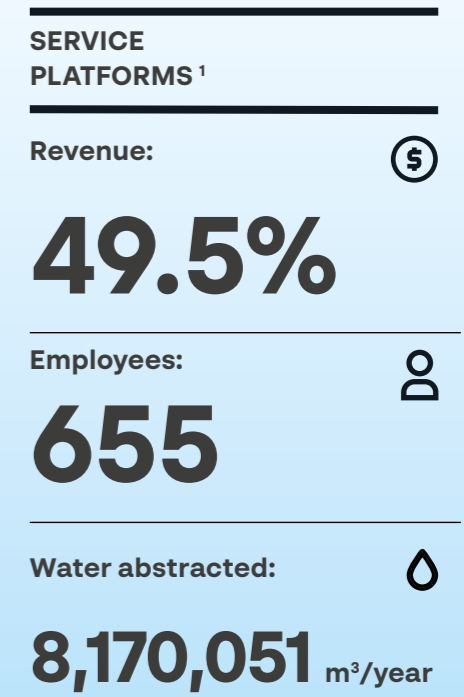 SERVICE
PLATFORMS ¹
Revenue:
$
49.5%
Employees:
655
Water abstracted:
8,170,051 m³/year